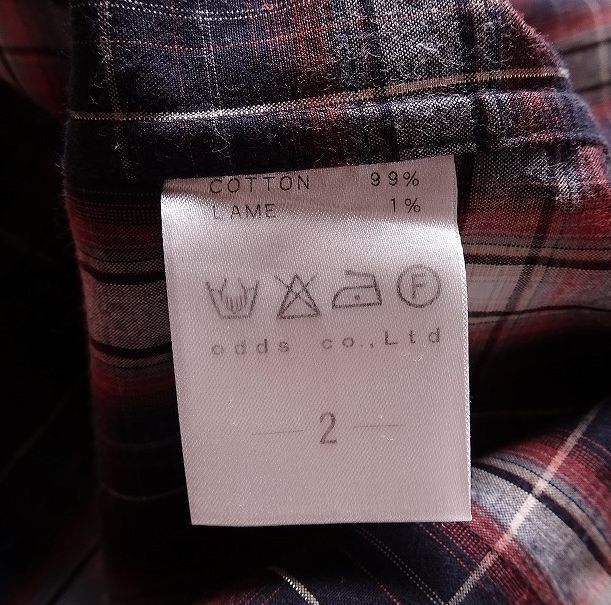 COTTON 99%
LAME 1%
F
odds co.,Ltd
2